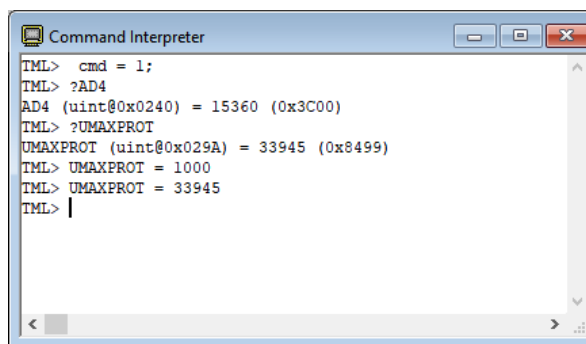 Command Interpreter
TML>  cmd = 1;
TML> ?AD4
AD4 (uint@0x0240) = 15360 (0x3C00)
TML> ?UMAXPROT
UMAXPROT (uint@0x029A) = 33945 (0x8499)
TML> UMAXPROT = 1000
TML> UMAXPROT = 33945
TML>